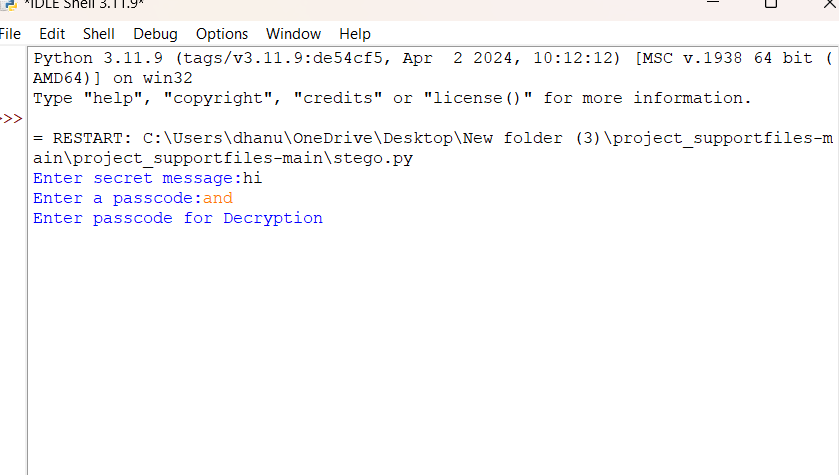 *IDLE Shell 3.11.9*
File Edit Shell Debug Options Window Help
Python 3.11.9 (tags/v3.11.9:de54cf5, Apr  2 2024, 10:12:12) [MSC v.1938 64 bit (
AMD64)] on win32
Type "help", "copyright", "credits" or "license()" for more information.
>>>
= RESTART: C:\Users\dhanu\OneDrive\Desktop\New folder (3)\project_supportfiles-m
ain\project_supportfiles-main\stego.py
Enter secret message:hi
Enter a passcode:and
Enter passcode for Decryption